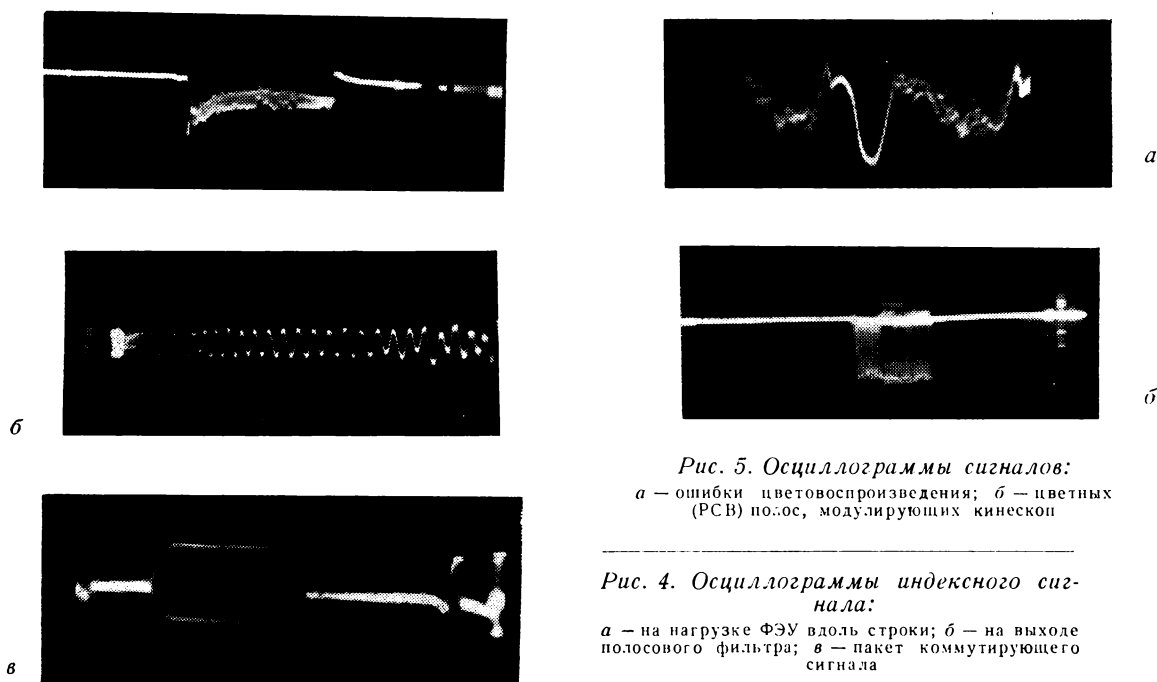 а
б
б
Рис. 5. Осциллограммы сигналов:
а — ошибки цветовоспроизведения; б — цветных
(РСВ) полос, модулирующих кинескоп
Рис. 4. Осциллограммы индексного сиг-
нала:
а — на нагрузке ФЭУ вдоль строки; б — на выходе
полосового фильтра; в — пакет коммутирующего
сигнала
в